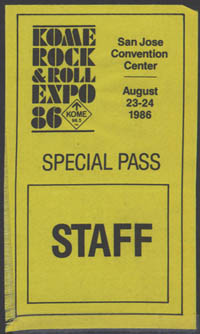 KOME
ROCK
& ROLL
EXPO
86
KOME
98.5
San Jose
Convention
Center
August
23-24
1986
SPECIAL PASS
STAFF